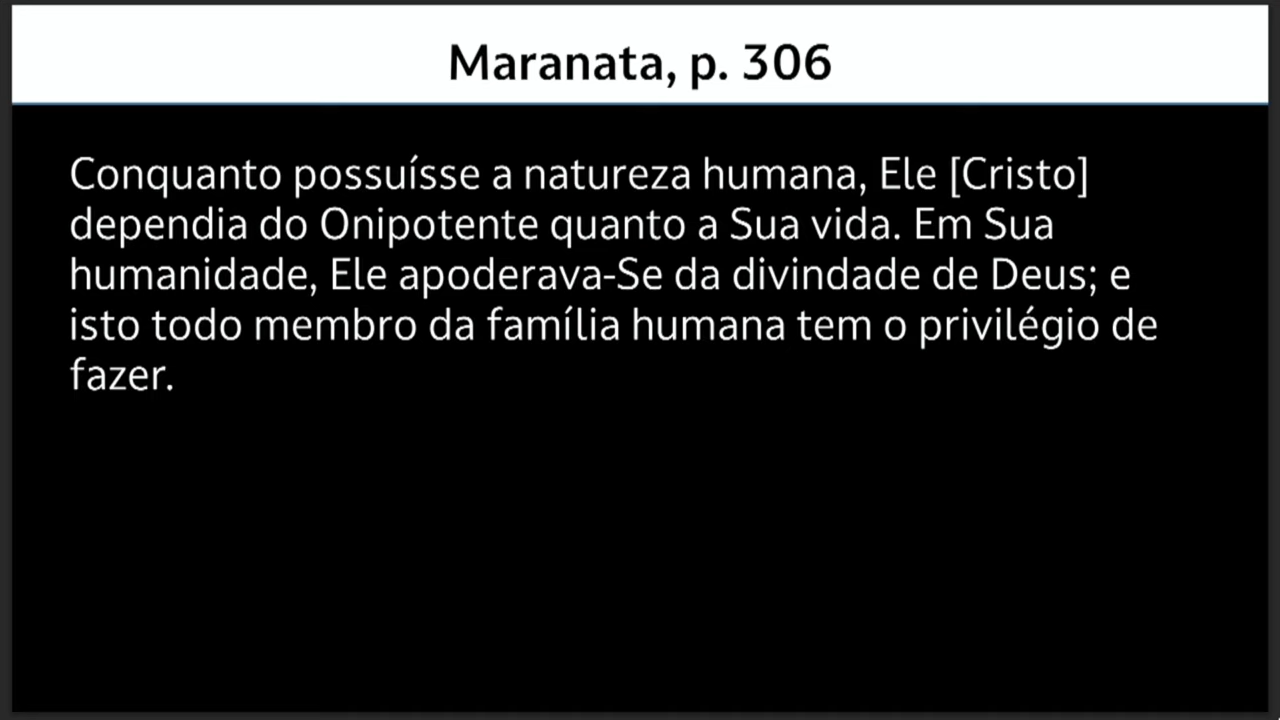 Maranata, p. 306
Conquanto possuísse a natureza humana, Ele [Cristo]
dependia do Onipotente quanto a Sua vida. Em Sua
humanidade, Ele apoderava-Se da divindade de Deus; e
isto todo membro da família humana tem o privilégio de
fazer.